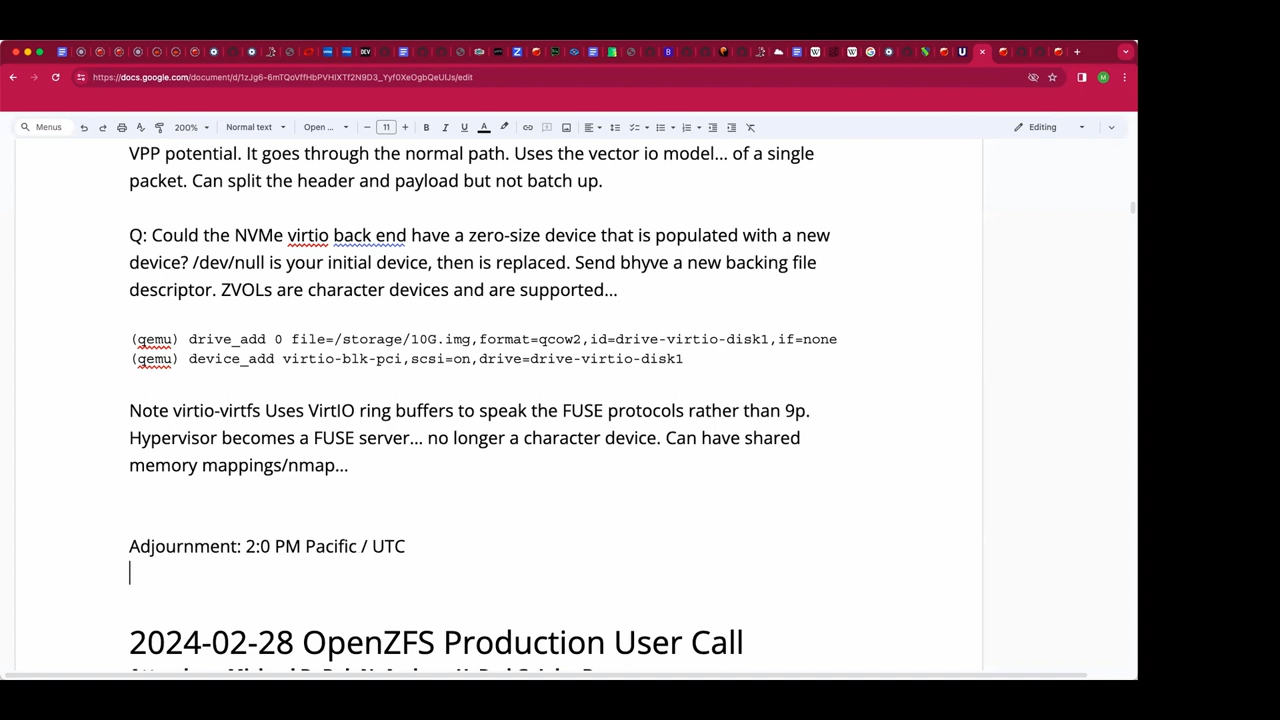 https://docs.google.com/document/d/1zJg6-6mTQoVffHbPVHIXTf2N9D3_Yyf0XeOgbQeUIJs/edit
Menus 200% Normal text Open ... 11 Editing
VPP potential. It goes through the normal path. Uses the vector io model... of a single
packet. Can split the header and payload but not batch up.
Q: Could the NVMe virtio back end have a zero-size device that is populated with a new
device? /dev/null is your initial device, then is replaced. Send bhyve a new backing file
descriptor. ZVOLs are character devices and are supported...
(qemu) drive_add 0 file=/storage/10G.img,format=qcow2,id=drive-virtio-disk1,if=none
(qemu) device_add virtio-blk-pci,scsi=on,drive=drive-virtio-disk1
Note virtio-virtfs Uses VirtIO ring buffers to speak the FUSE protocols rather than 9p.
Hypervisor becomes a FUSE server... no longer a character device. Can have shared
memory mappings/nmap...
Adjournment: 2:0 PM Pacific / UTC
2024-02-28 OpenZFS Production User Call